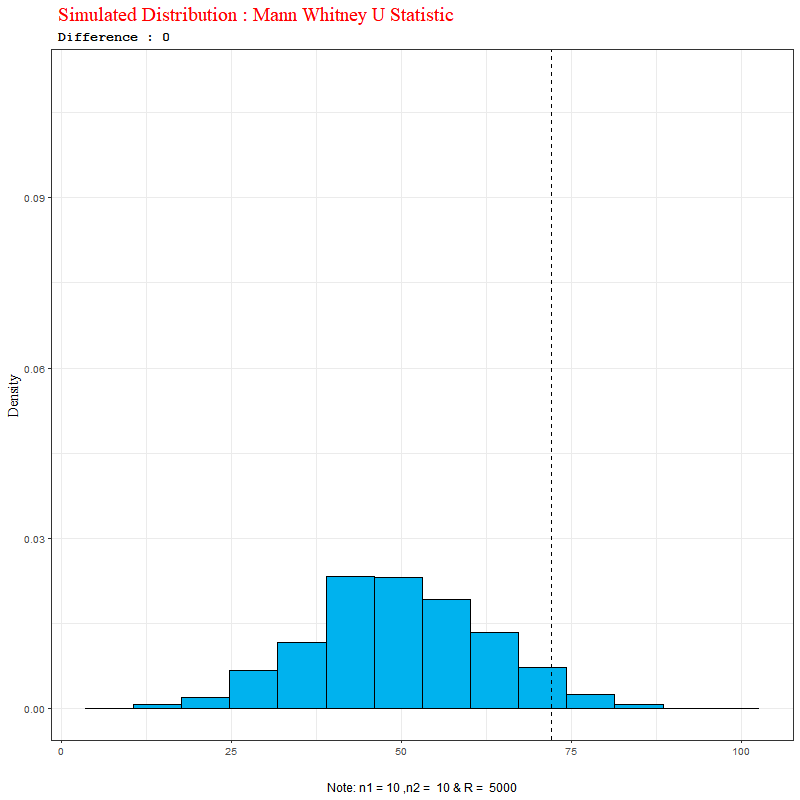 Simulated Distribution : Mann Whitney U Statistic
Difference : 0
0.09
0.06
Density
0.03
0.00
0 25 50 75 100
Note: n1 = 10 ,n2 =  10 & R =  5000